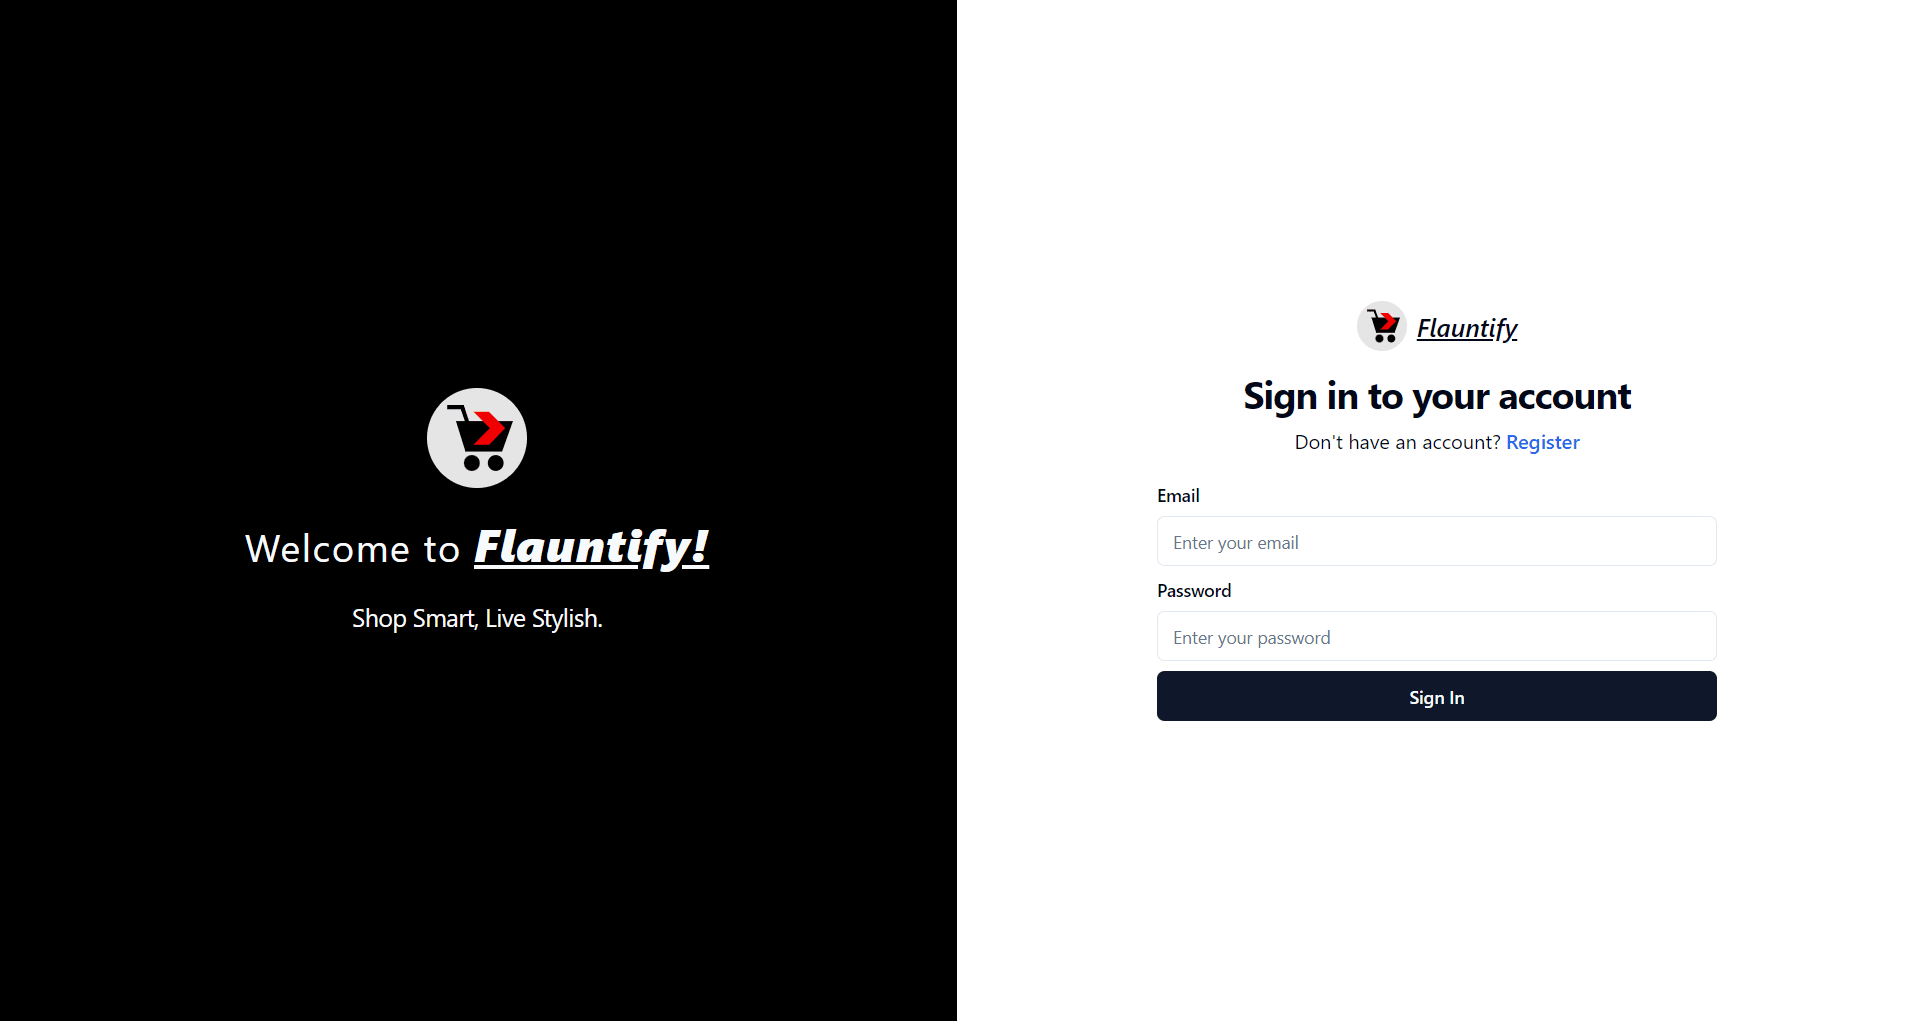 Welcome to Flauntify!
Shop Smart, Live Stylish.
Flauntify
Sign in to your account
Don't have an account? Register
Email
Enter your email
Password
Enter your password
Sign In